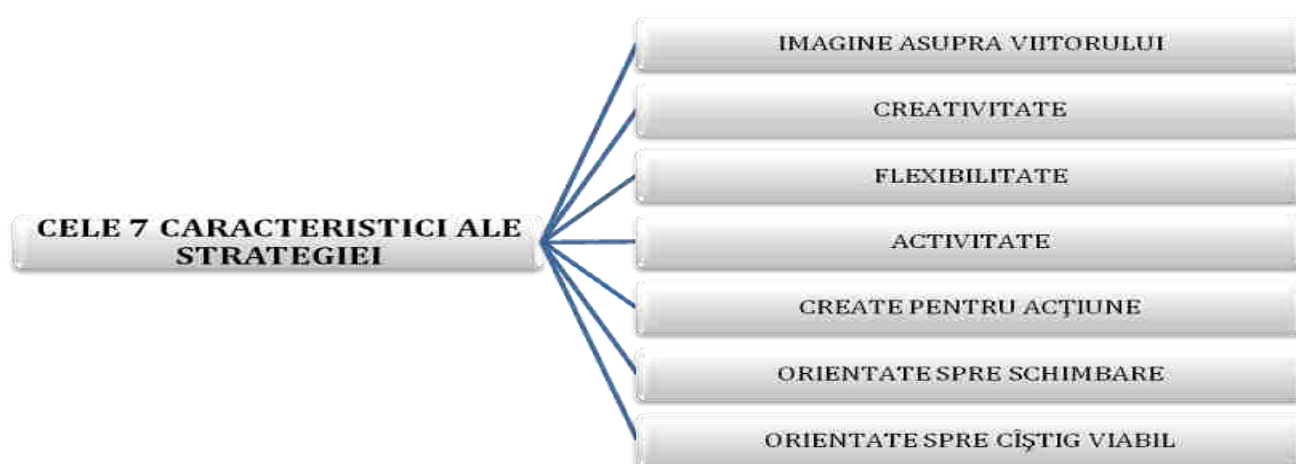 CELE 7 CARACTERISTICI ALE
STRATEGIEI
IMAGINE ASUPRA VIITORULUI
CREATIVITATE
FLEXIBILITATE
ACTIVITATE
CREATE PENTRU ACŢIUNE
ORIENTATE SPRE SCHIMBARE
ORIENTATE SPRE CÎŞTIG VIABIL